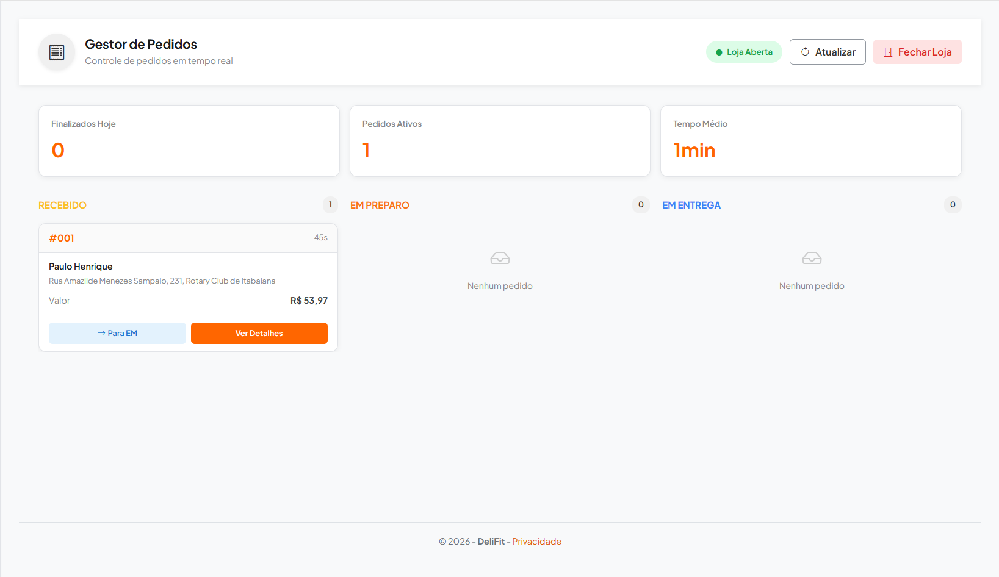 Gestor de Pedidos
Controle de pedidos em tempo real
Loja Aberta
Atualizar
Fechar Loja
Finalizados Hoje
0
Pedidos Ativos
1
Tempo Médio
1min
RECEBIDO
1
#001
45s
Paulo Henrique
Rua Amazilde Menezes Sampaio, 231, Rotary Club de Itabaiana
Valor
R$ 53,97
→ Para EM
Ver Detalhes
EM PREPARO
0
Nenhum pedido
EM ENTREGA
0
Nenhum pedido
© 2026 - DeliFit - Privacidade